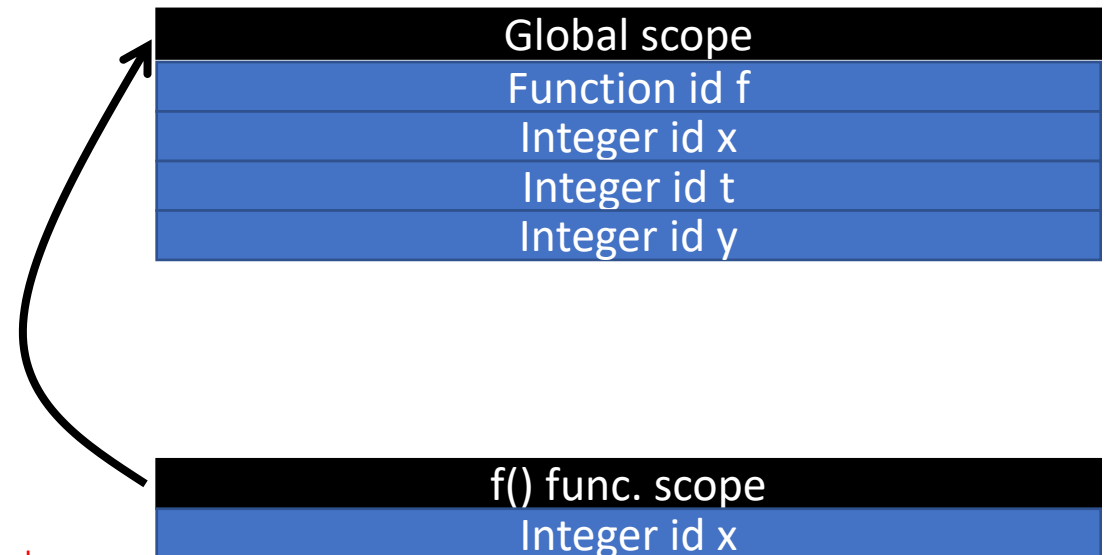 Global scope
Function id f
Integer id x
Integer id t
Integer id y
f() func. scope
Integer id x